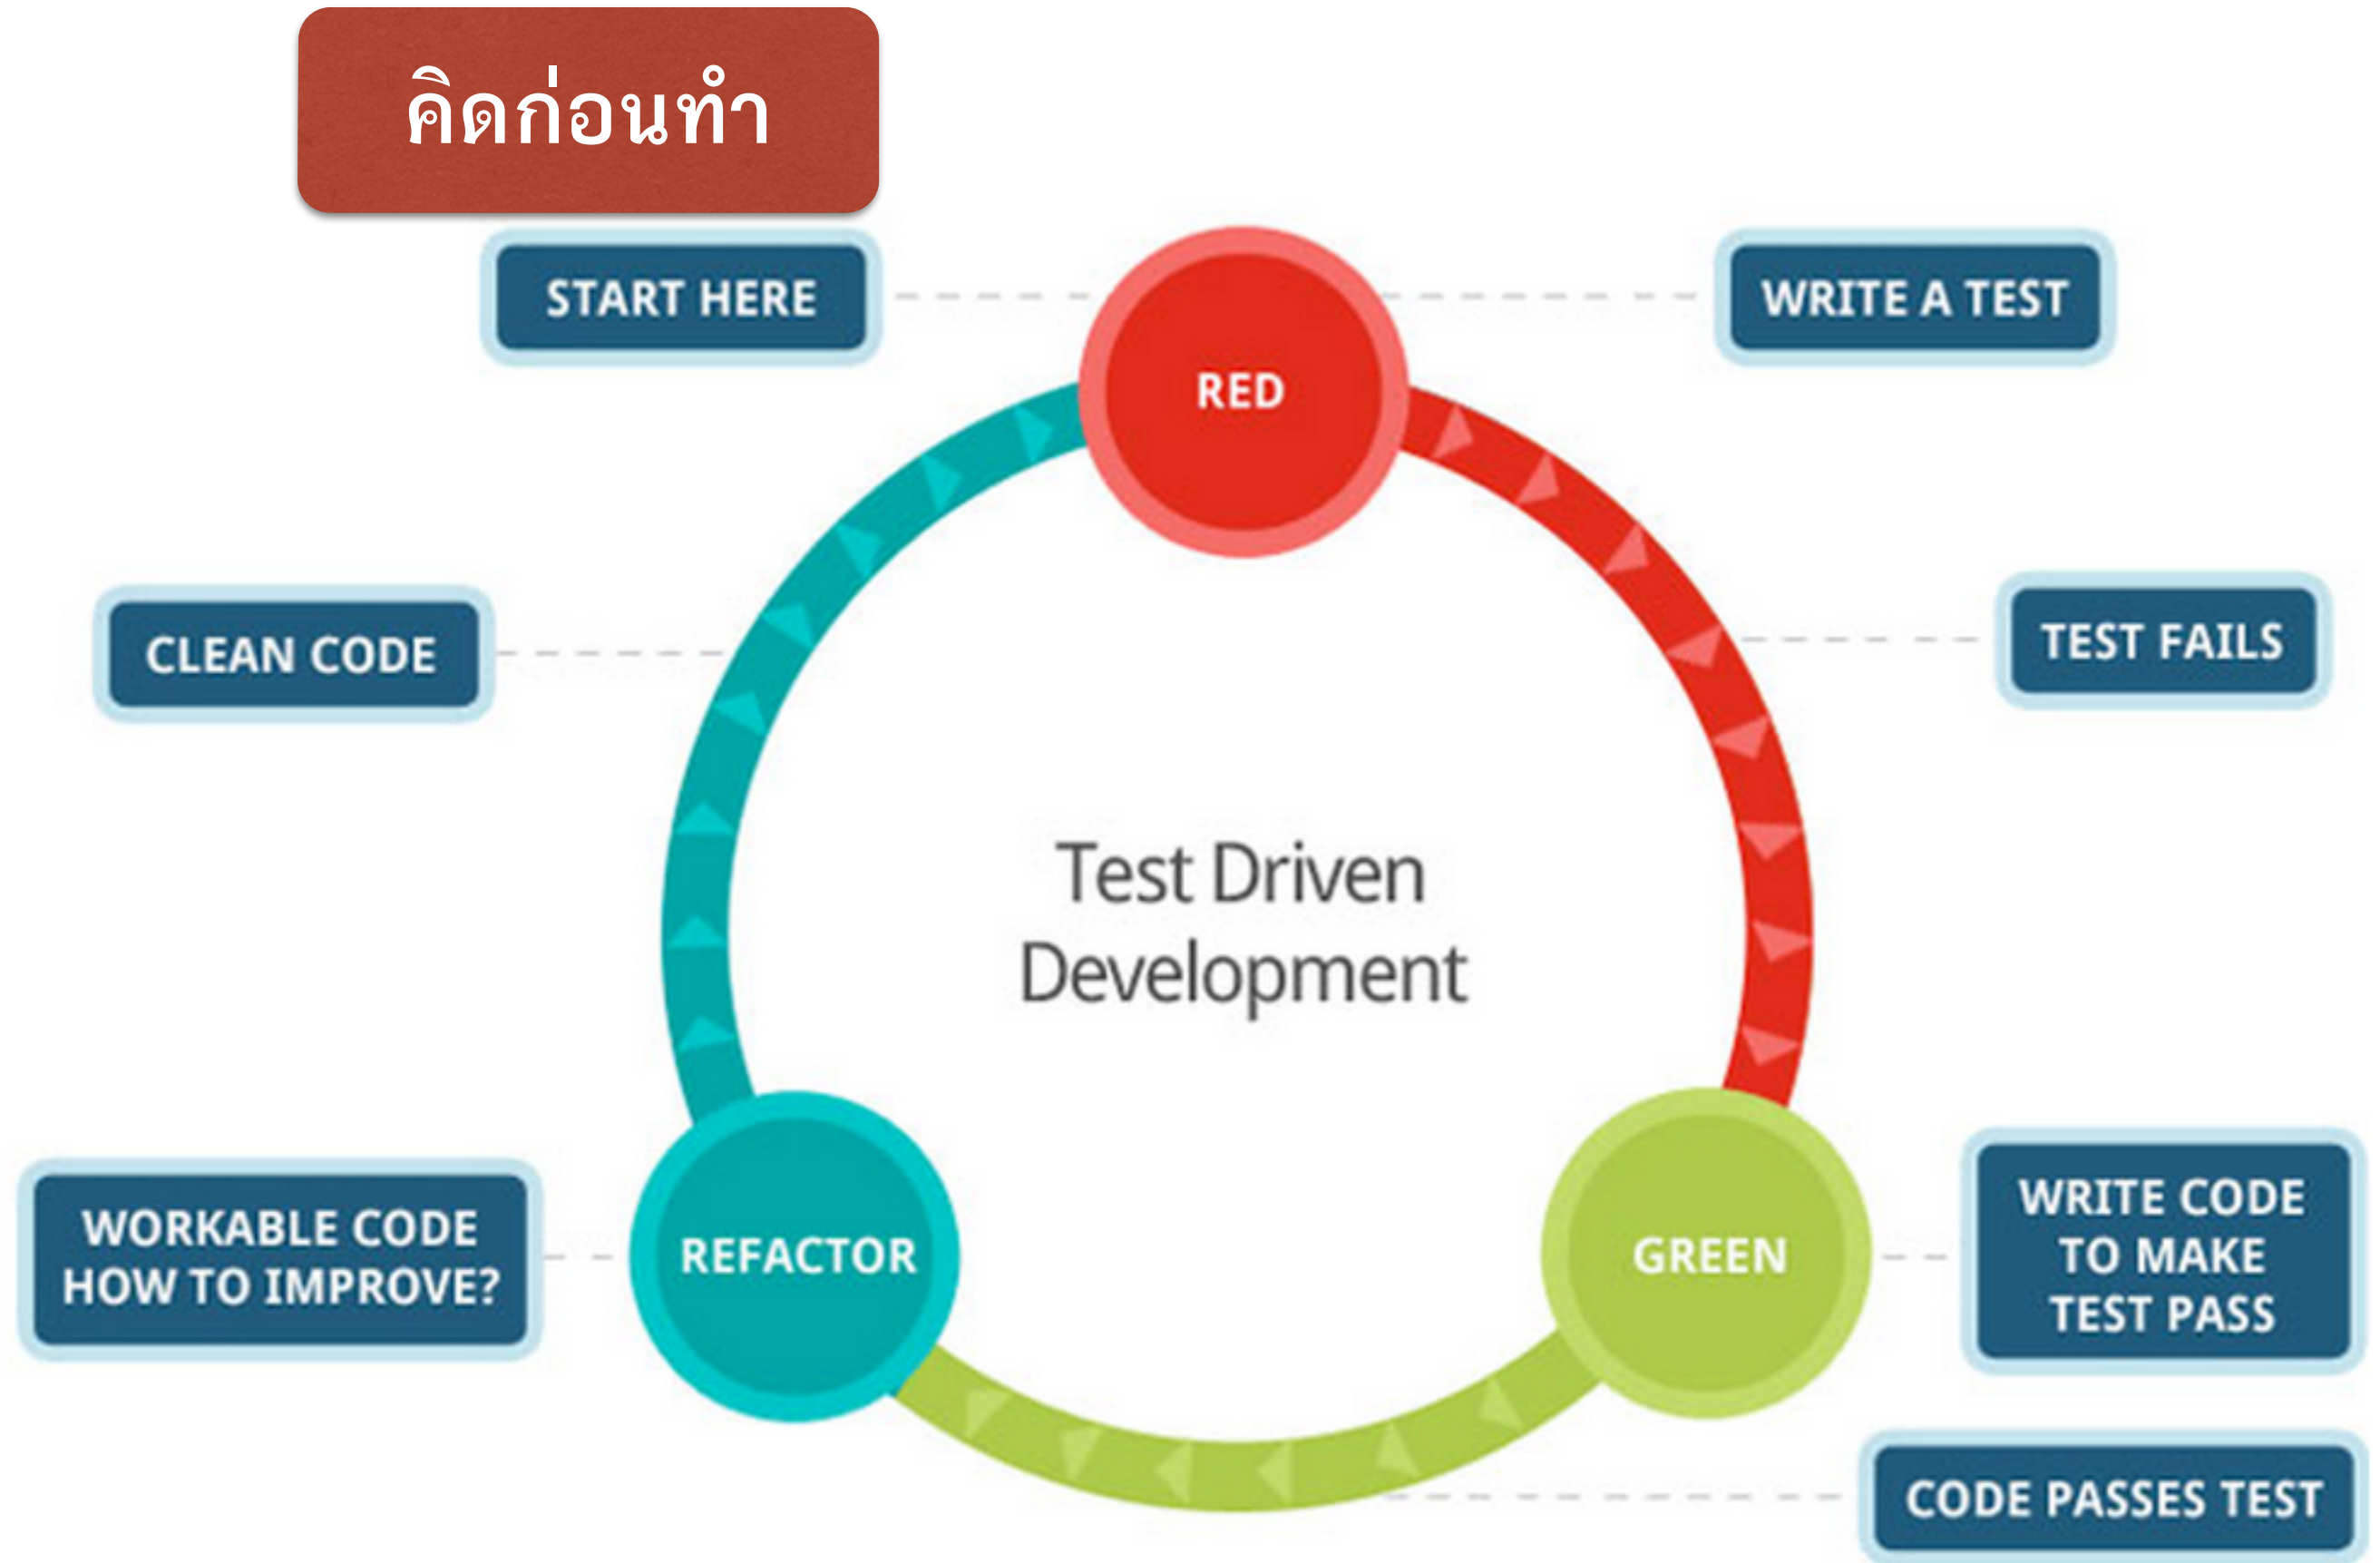 คิดก่อนทำ
START HERE
WRITE A TEST
RED
CLEAN CODE
TEST FAILS
Test Driven
Development
WORKABLE CODE
HOW TO IMPROVE?
REFACTOR
GREEN
WRITE CODE
TO MAKE
TEST PASS
CODE PASSES TEST